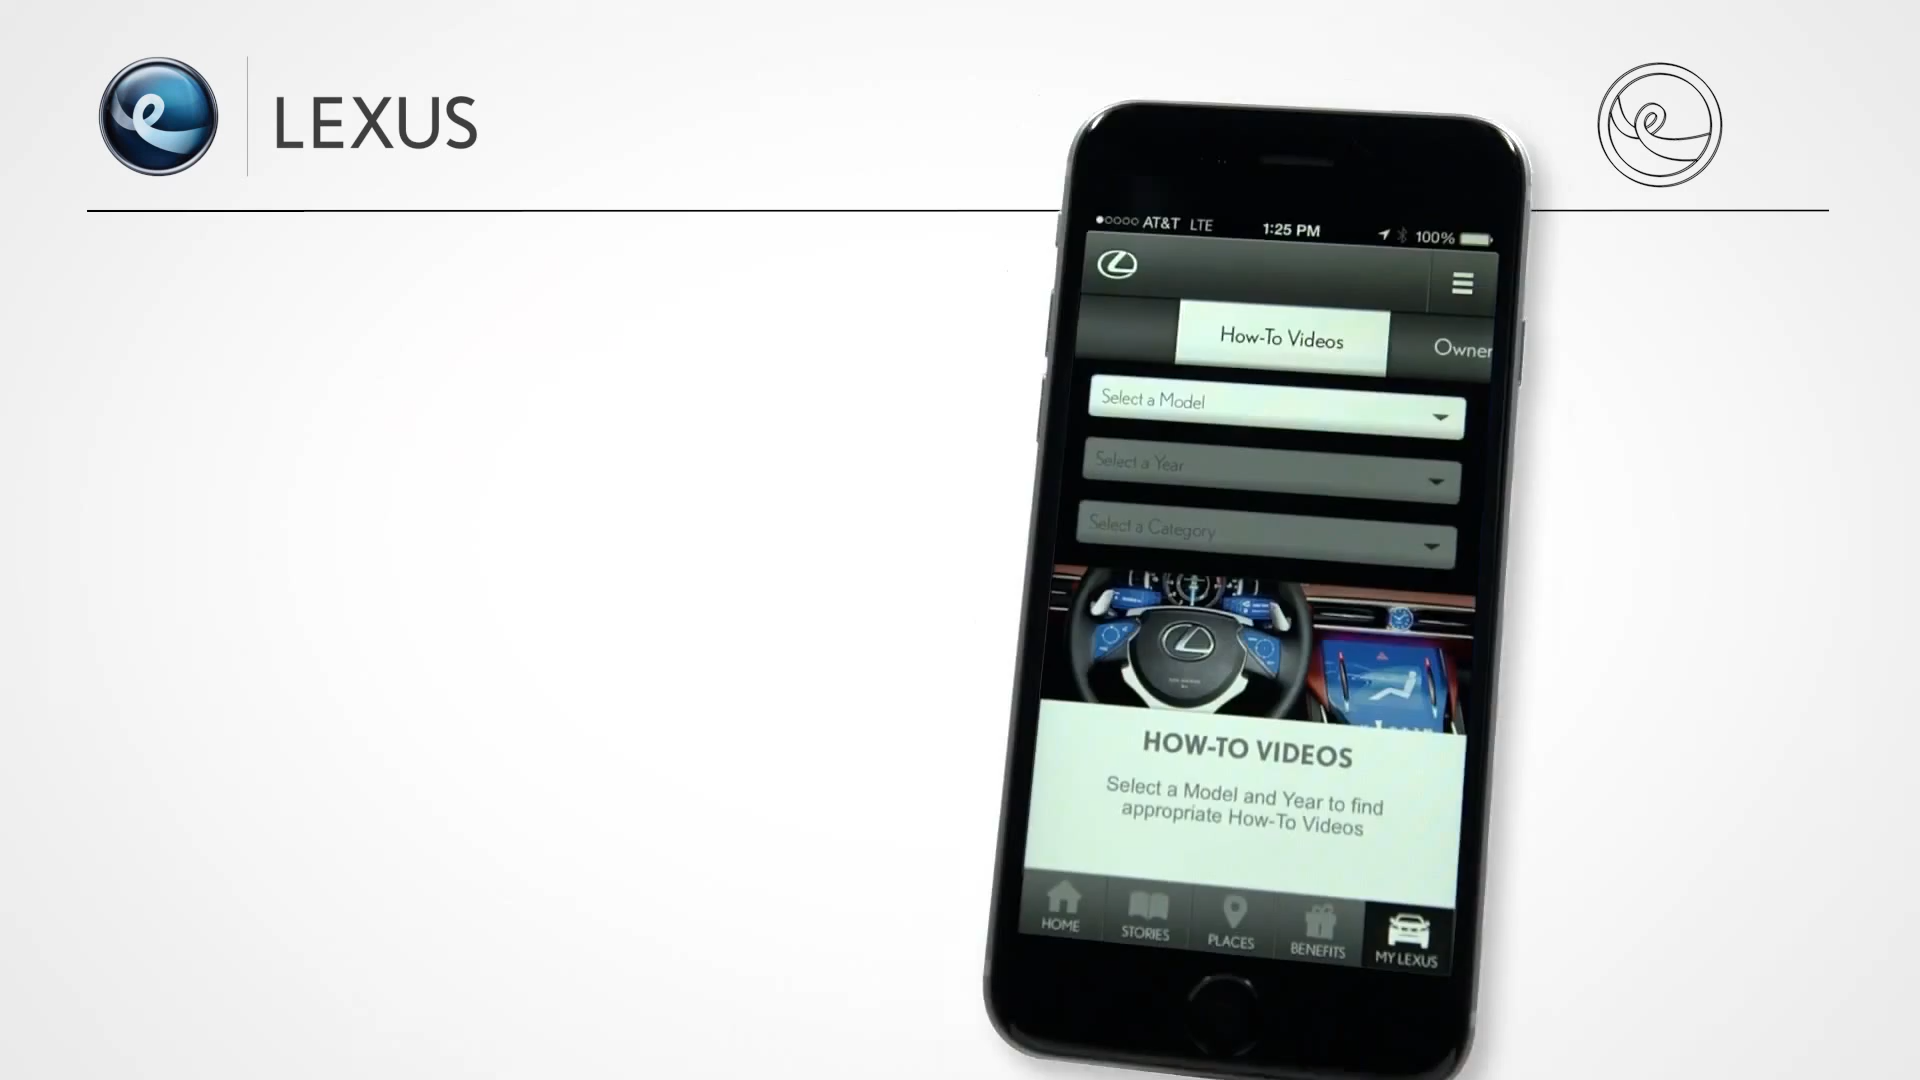 LEXUS
AT&T LTE 1:25 PM 100%
How-To Videos Owner
Select a Model
Select a Year
Select a Category
HOW-TO VIDEOS
Select a Model and Year to find
appropriate How-To Videos
HOME STORIES PLACES BENEFITS MY LEXUS